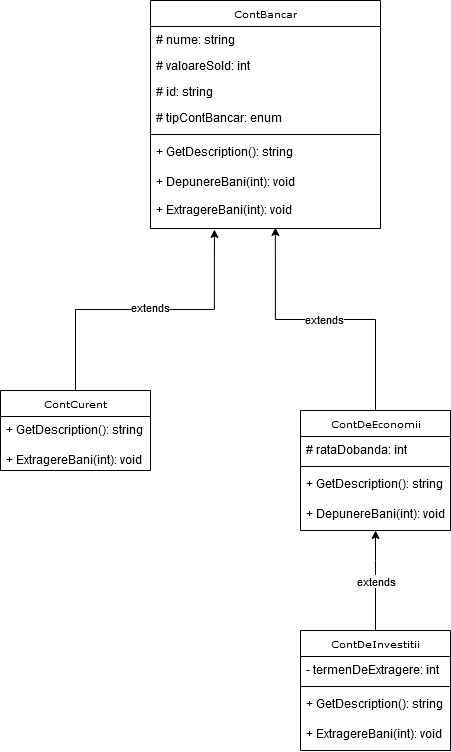 ContBancar
# nume: string
# valoareSold: int
# id: string
# tipContBancar: enum
+ GetDescription(): string
+ DepunereBani(int): void
+ ExtragereBani(int): void
extends
extends
ContCurent
+ GetDescription(): string
+ ExtragereBani(int): void
ContDeEconomii
# rataDobanda: int
+ GetDescription(): string
+ DepunereBani(int): void
extends
ContDeInvestitii
- termenDeExtragere: int
+ GetDescription(): string
+ ExtragereBani(int): void